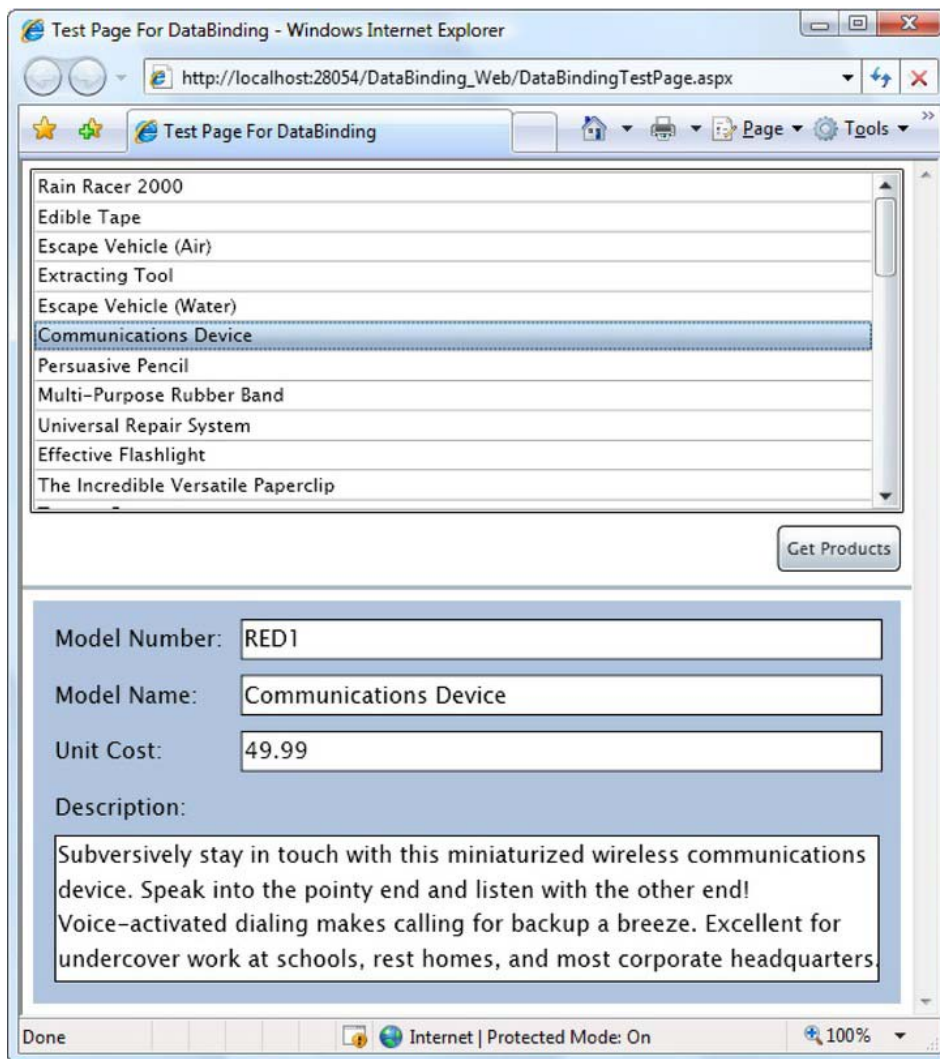 Test Page For DataBinding - Windows Internet Explorer
http://localhost:28054/DataBinding_Web/DataBindingTestPage.aspx
Test Page For DataBinding
Page
Tools
Rain Racer 2000
Edible Tape
Escape Vehicle (Air)
Extracting Tool
Escape Vehicle (Water)
Communications Device
Persuasive Pencil
Multi-Purpose Rubber Band
Universal Repair System
Effective Flashlight
The Incredible Versatile Paperclip
Get Products
Model Number: RED1
Model Name: Communications Device
Unit Cost: 49.99
Description:
Subversively stay in touch with this miniaturized wireless communications
device. Speak into the pointy end and listen with the other end!
Voice-activated dialing makes calling for backup a breeze. Excellent for
undercover work at schools, rest homes, and most corporate headquarters.
Done
Internet | Protected Mode: On
100%